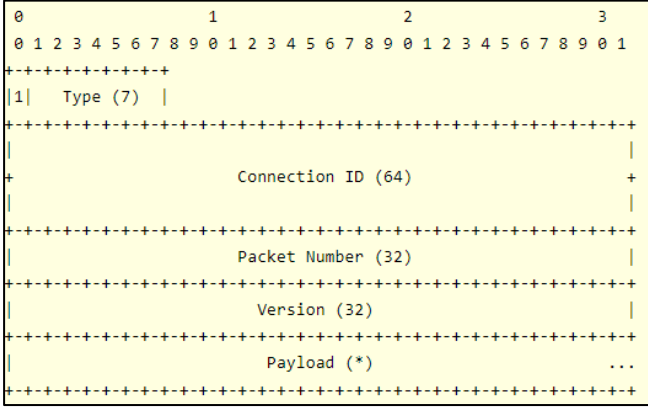 0                   1                   2                   3
0 1 2 3 4 5 6 7 8 9 0 1 2 3 4 5 6 7 8 9 0 1 2 3 4 5 6 7 8 9 0 1
+-+-+-+-+-+-+-+-+
|1|   Type (7)  |
+-+-+-+-+-+-+-+-+-+-+-+-+-+-+-+-+-+-+-+-+-+-+-+-+-+-+-+-+-+-+-+-+
|                                                               |
+                       Connection ID (64)                      +
|                                                               |
+-+-+-+-+-+-+-+-+-+-+-+-+-+-+-+-+-+-+-+-+-+-+-+-+-+-+-+-+-+-+-+-+
|                       Packet Number (32)                      |
+-+-+-+-+-+-+-+-+-+-+-+-+-+-+-+-+-+-+-+-+-+-+-+-+-+-+-+-+-+-+-+-+
|                         Version (32)                          |
+-+-+-+-+-+-+-+-+-+-+-+-+-+-+-+-+-+-+-+-+-+-+-+-+-+-+-+-+-+-+-+-+
|                          Payload (*)                        ...
+-+-+-+-+-+-+-+-+-+-+-+-+-+-+-+-+-+-+-+-+-+-+-+-+-+-+-+-+-+-+-+-+